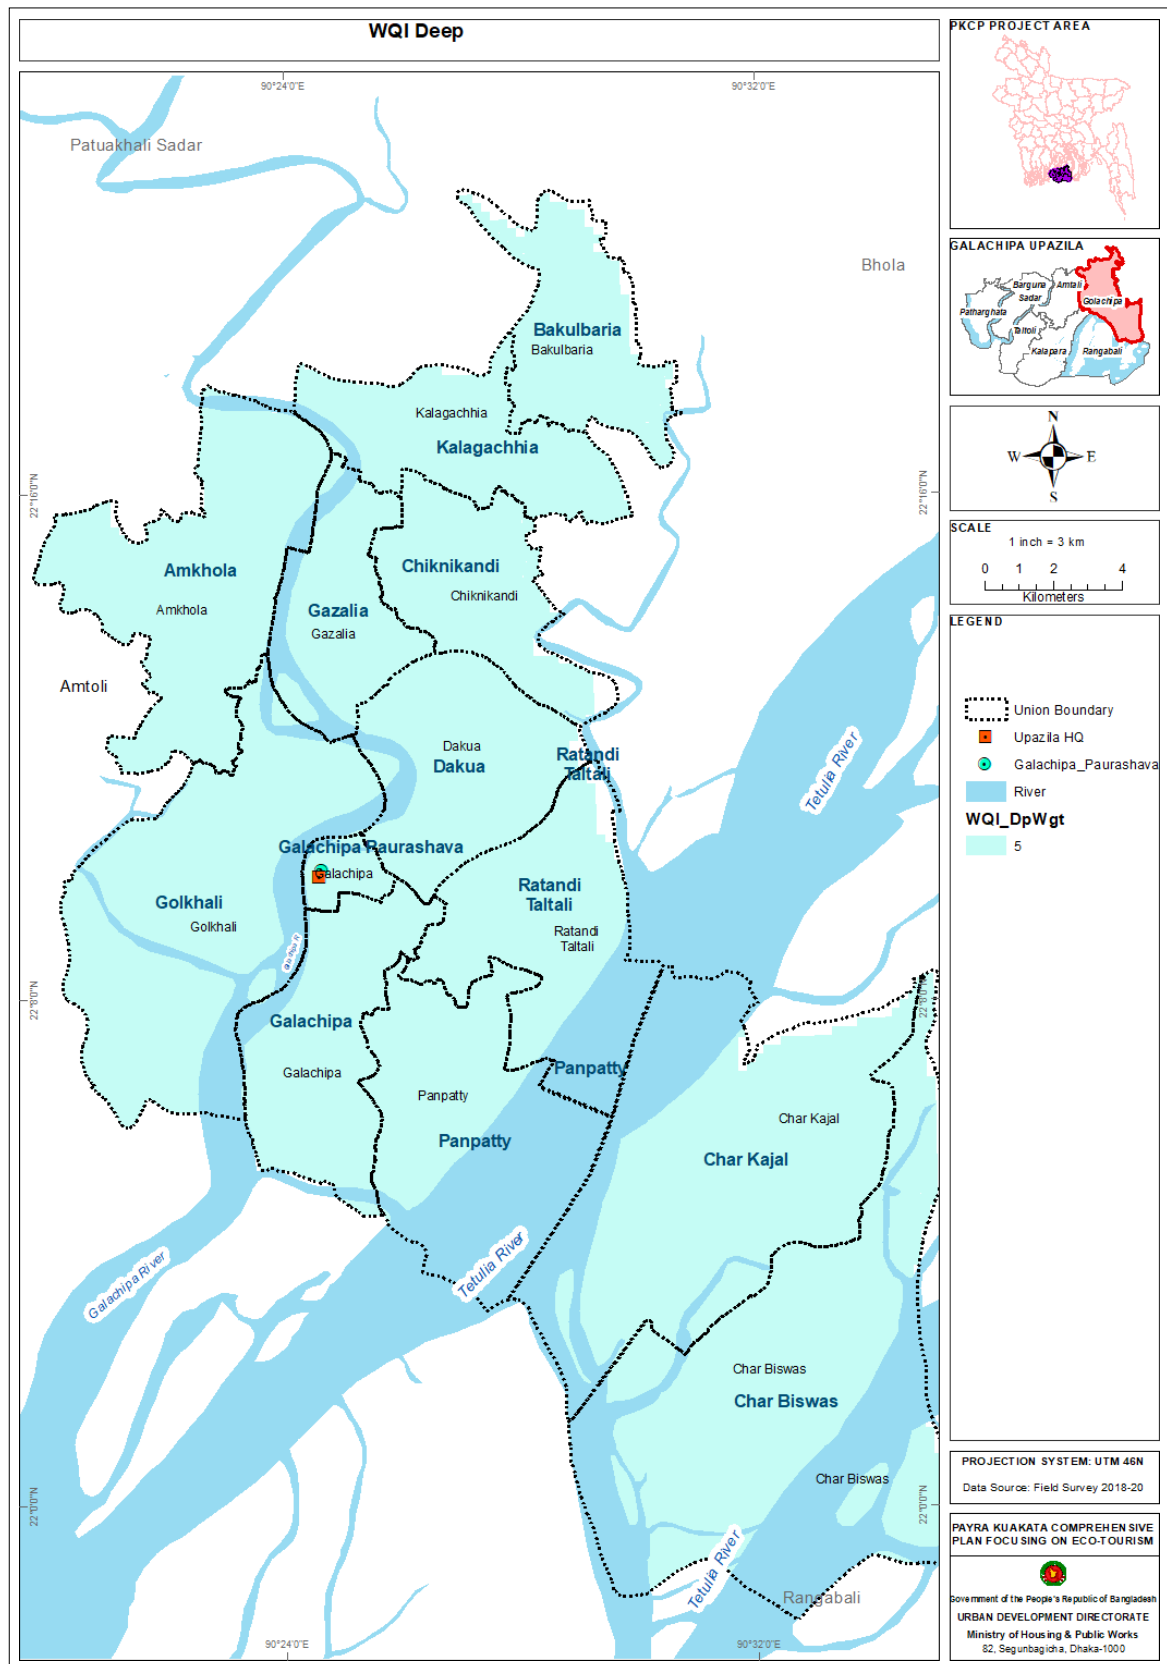 WQI Deep
90°24'0"E
90°32'0"E
Patuakhali Sadar
Bhola
Bakulbaria
Bakulbaria
Kalagachhia
Kalagachhia
22°16'0"N
22°16'0"N
Chiknikandi
Chiknikandi
Amkhola
Amkhola
Gazalia
Gazalia
Amtoli
Dakua
Dakua
Ratandi
Taltali
Tetulia River
Galachipa Paurashava
Galachipa
Golkhali
Golkhali
Ratandi
Taltali
Ratandi
Taltali
22°8'0"N
22°8'0"N
Galachipa
Galachipa
Panpatty
Panpatty
Panpatty
Char Kajal
Char Kajal
Galachipa River
Tetulia River
Char Biswas
Char Biswas
Char Biswas
22°0'0"N
22°0'0"N
Tetulia River
Rangabali
90°24'0"E
90°32'0"E
PKCP PROJECT AREA
GALACHIPA UPAZILA
Barguna
Sadar
Amtali
Golachipa
Patharghata
Taltoli
Kalapara
Rangabali
N
W
E
S
SCALE
1 inch = 3 km
0 1 2 4
Kilometers
LEGEND
Union Boundary
Upazila HQ
Galachipa_Paurashava
River
WQI_DpWgt
5
PROJECTION SYSTEM: UTM 46N
Data Source: Field Survey 2018-20
PAYRA KUAKATA COMPREHENSIVE
PLAN FOCUSING ON ECO-TOURISM
Government of the People's Republic of Bangladesh
URBAN DEVELOPMENT DIRECTORATE
Ministry of Housing & Public Works
82, Segunbagicha, Dhaka-1000